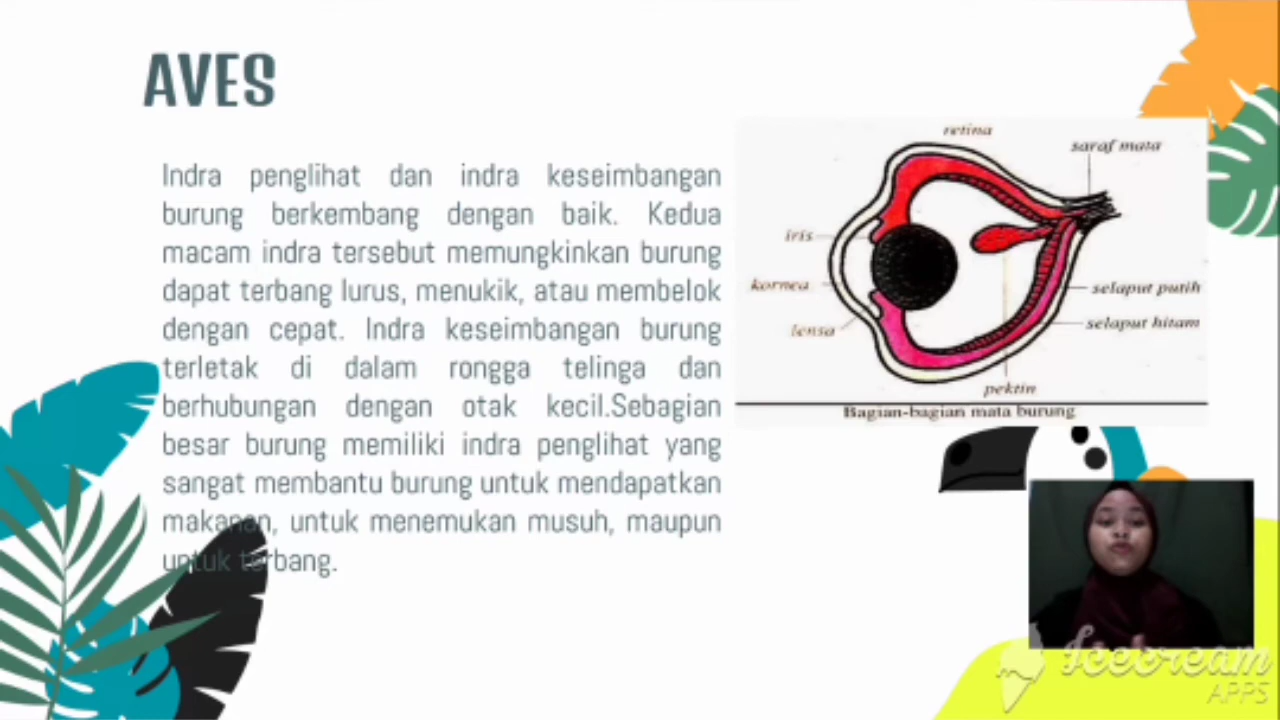 AVES
Indra penglihat dan indra keseimbangan
burung berkembang dengan baik. Kedua
macam indra tersebut memungkinkan burung
dapat terbang lurus, menukik, atau membelok
dengan cepat. Indra keseimbangan burung
terletak di dalam rongga telinga dan
berhubungan dengan otak kecil.Sebagian
besar burung memiliki indra penglihat yang
sangat membantu burung untuk mendapatkan
makanan, untuk menemukan musuh, maupun
untuk terbang.
retina
saraf mata
iris
kornea
selaput putih
lensa
selaput hitam
pektin
Bagian-bagian mata burung
Icecream
APPS